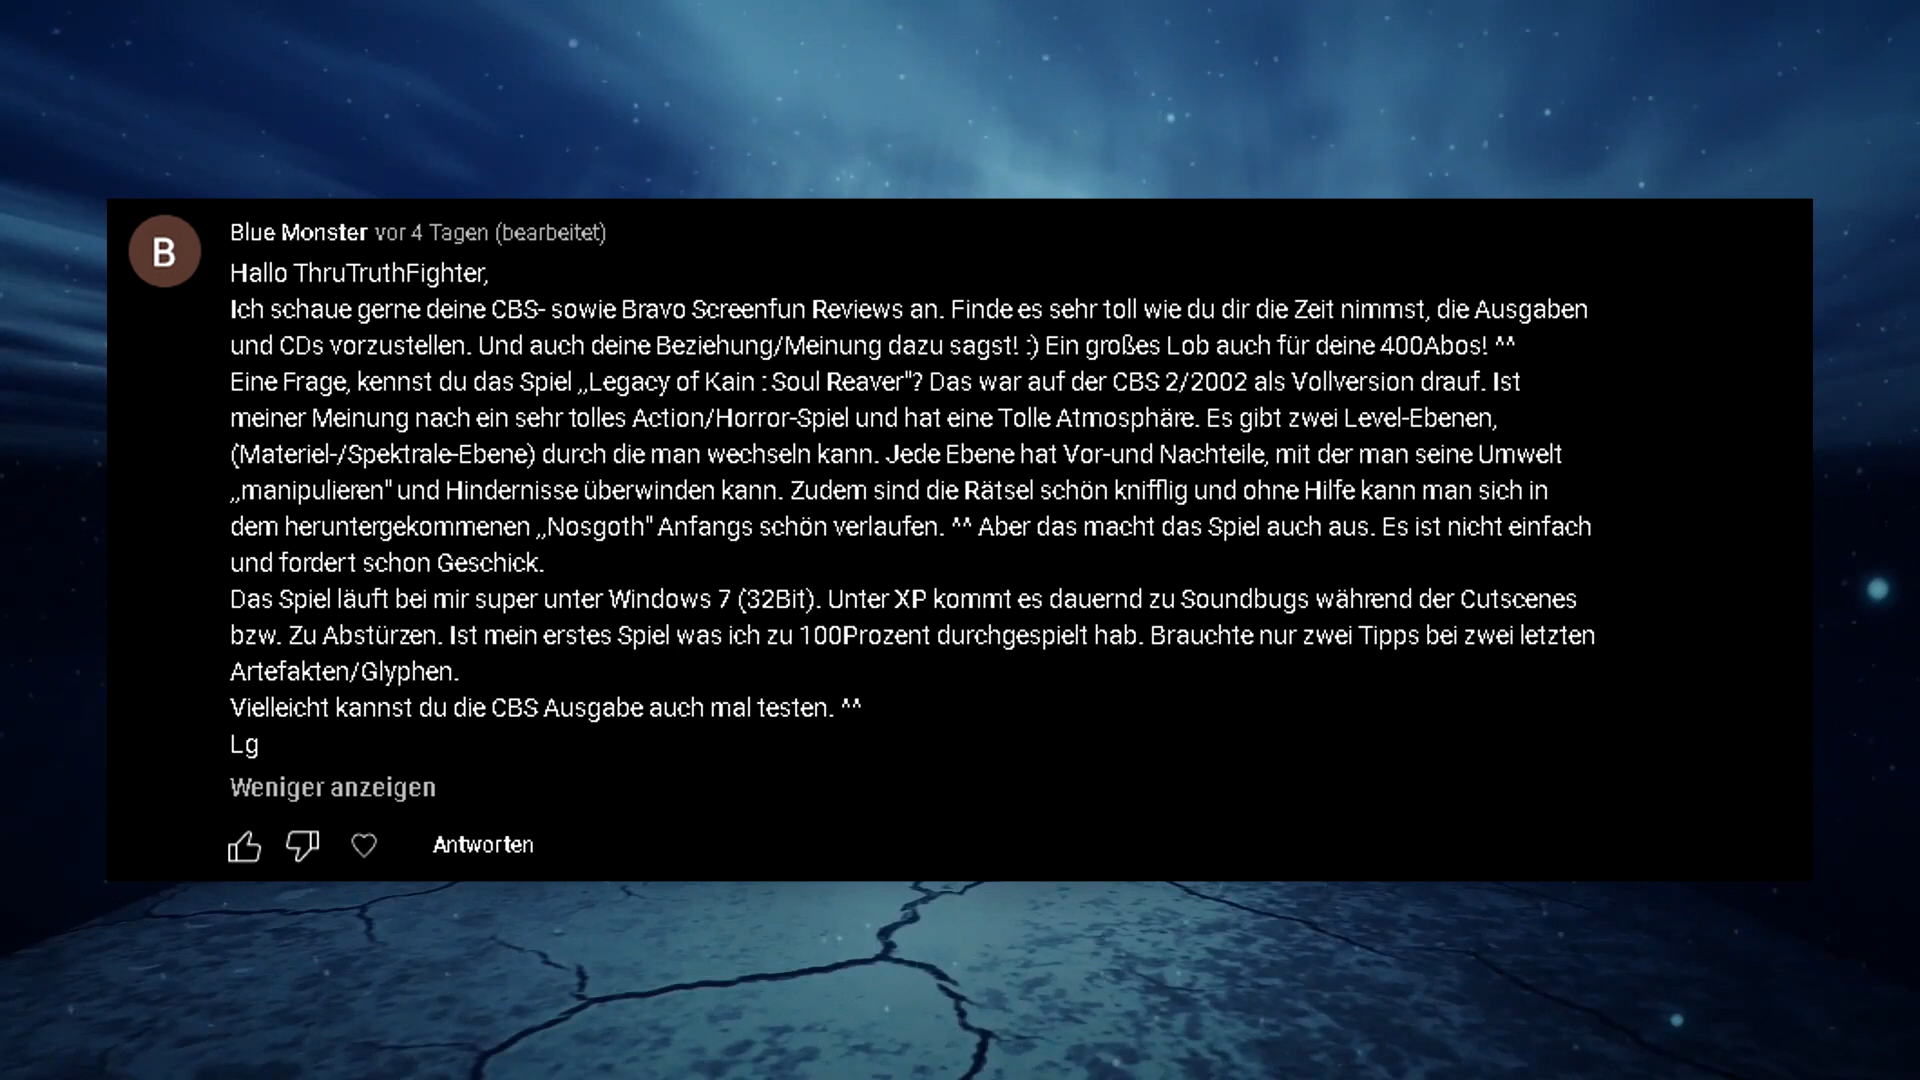 B
Blue Monster vor 4 Tagen (bearbeitet)
Hallo ThruTruthFighter,
Ich schaue gerne deine CBS- sowie Bravo Screenfun Reviews an. Finde es sehr toll wie du dir die Zeit nimmst, die Ausgaben
und CDs vorzustellen. Und auch deine Beziehung/Meinung dazu sagst! :) Ein großes Lob auch für deine 400Abos! ^^
Eine Frage, kennst du das Spiel ,,Legacy of Kain : Soul Reaver"? Das war auf der CBS 2/2002 als Vollversion drauf. Ist
meiner Meinung nach ein sehr tolles Action/Horror-Spiel und hat eine Tolle Atmosphäre. Es gibt zwei Level-Ebenen,
(Materiel-/Spektrale-Ebene) durch die man wechseln kann. Jede Ebene hat Vor-und Nachteile, mit der man seine Umwelt
,,manipulieren" und Hindernisse überwinden kann. Zudem sind die Rätsel schön knifflig und ohne Hilfe kann man sich in
dem heruntergekommenen ,,Nosgoth" Anfangs schön verlaufen. ^^ Aber das macht das Spiel auch aus. Es ist nicht einfach
und fordert schon Geschick.
Das Spiel läuft bei mir super unter Windows 7 (32Bit). Unter XP kommt es dauernd zu Soundbugs während der Cutscenes
bzw. Zu Abstürzen. Ist mein erstes Spiel was ich zu 100Prozent durchgespielt hab. Brauchte nur zwei Tipps bei zwei letzten
Artefakten/Glyphen.
Vielleicht kannst du die CBS Ausgabe auch mal testen. ^^
Lg
Weniger anzeigen
Antworten